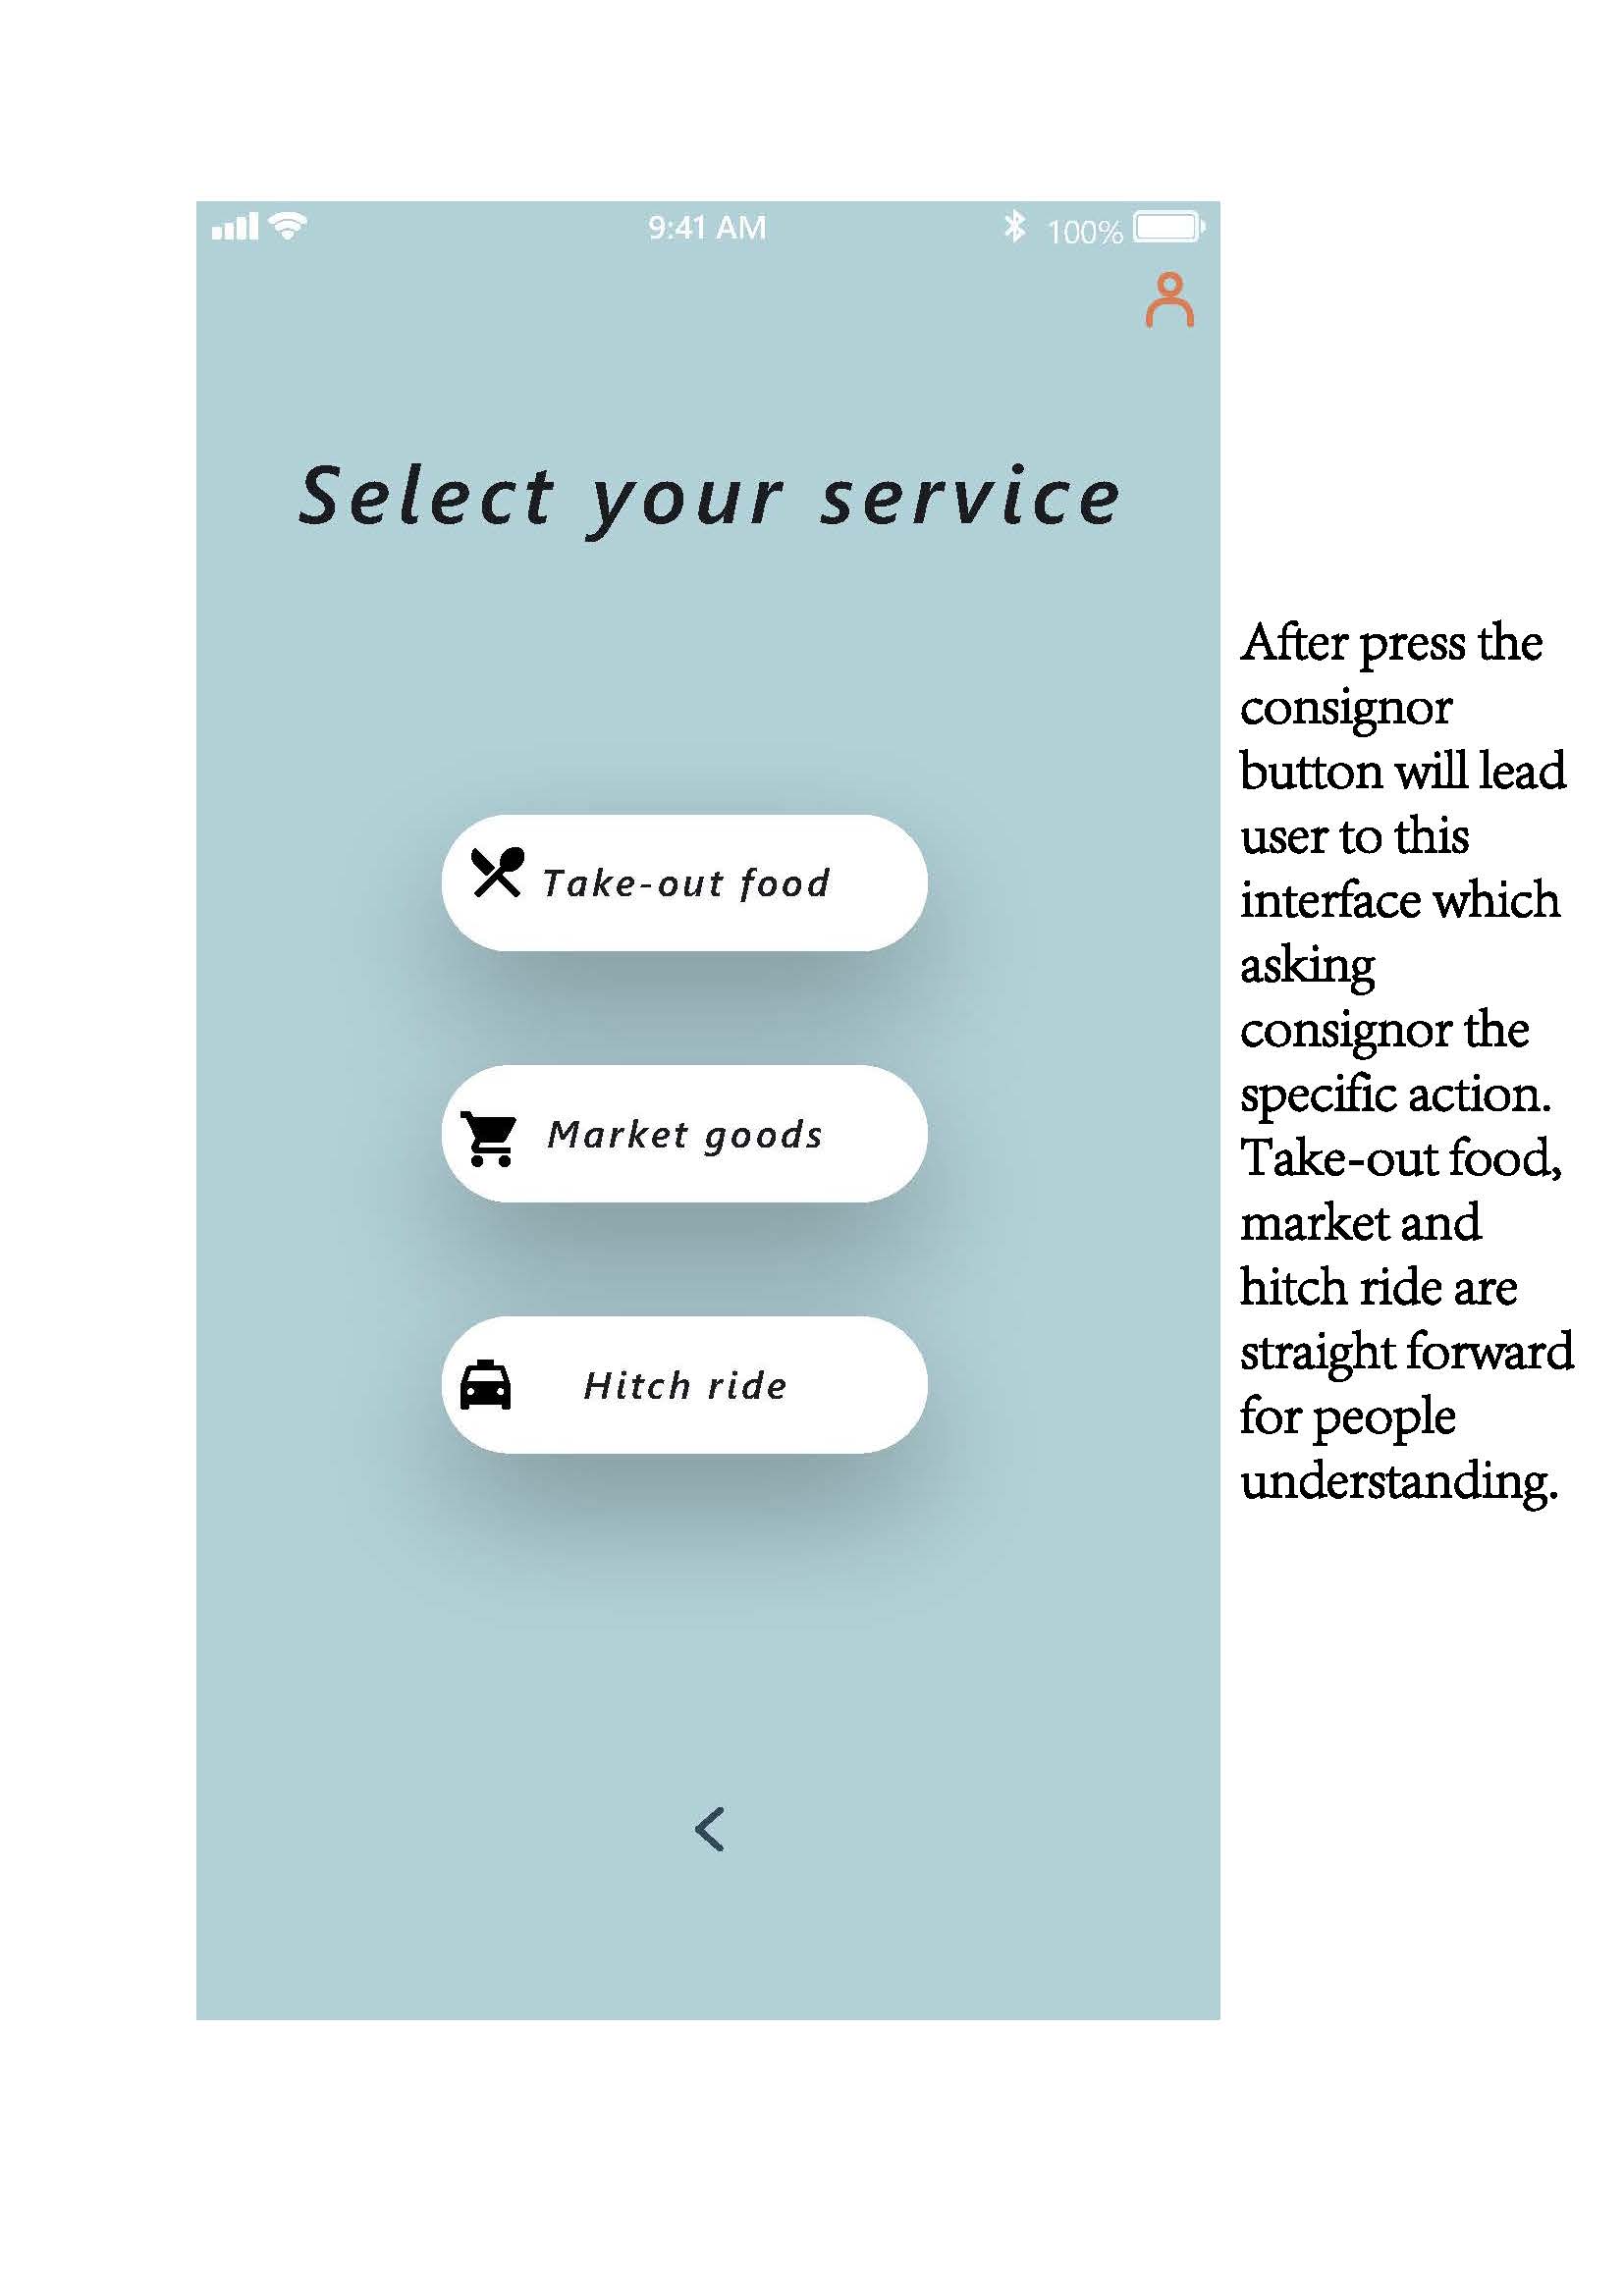 9:41 AM
100%
Select your service
Take-out food
Market goods
Hitch ride
After press the
consignor
button will lead
user to this
interface which
asking
consignor the
specific action.
Take-out food,
market and
hitch ride are
straight forward
for people
understanding.